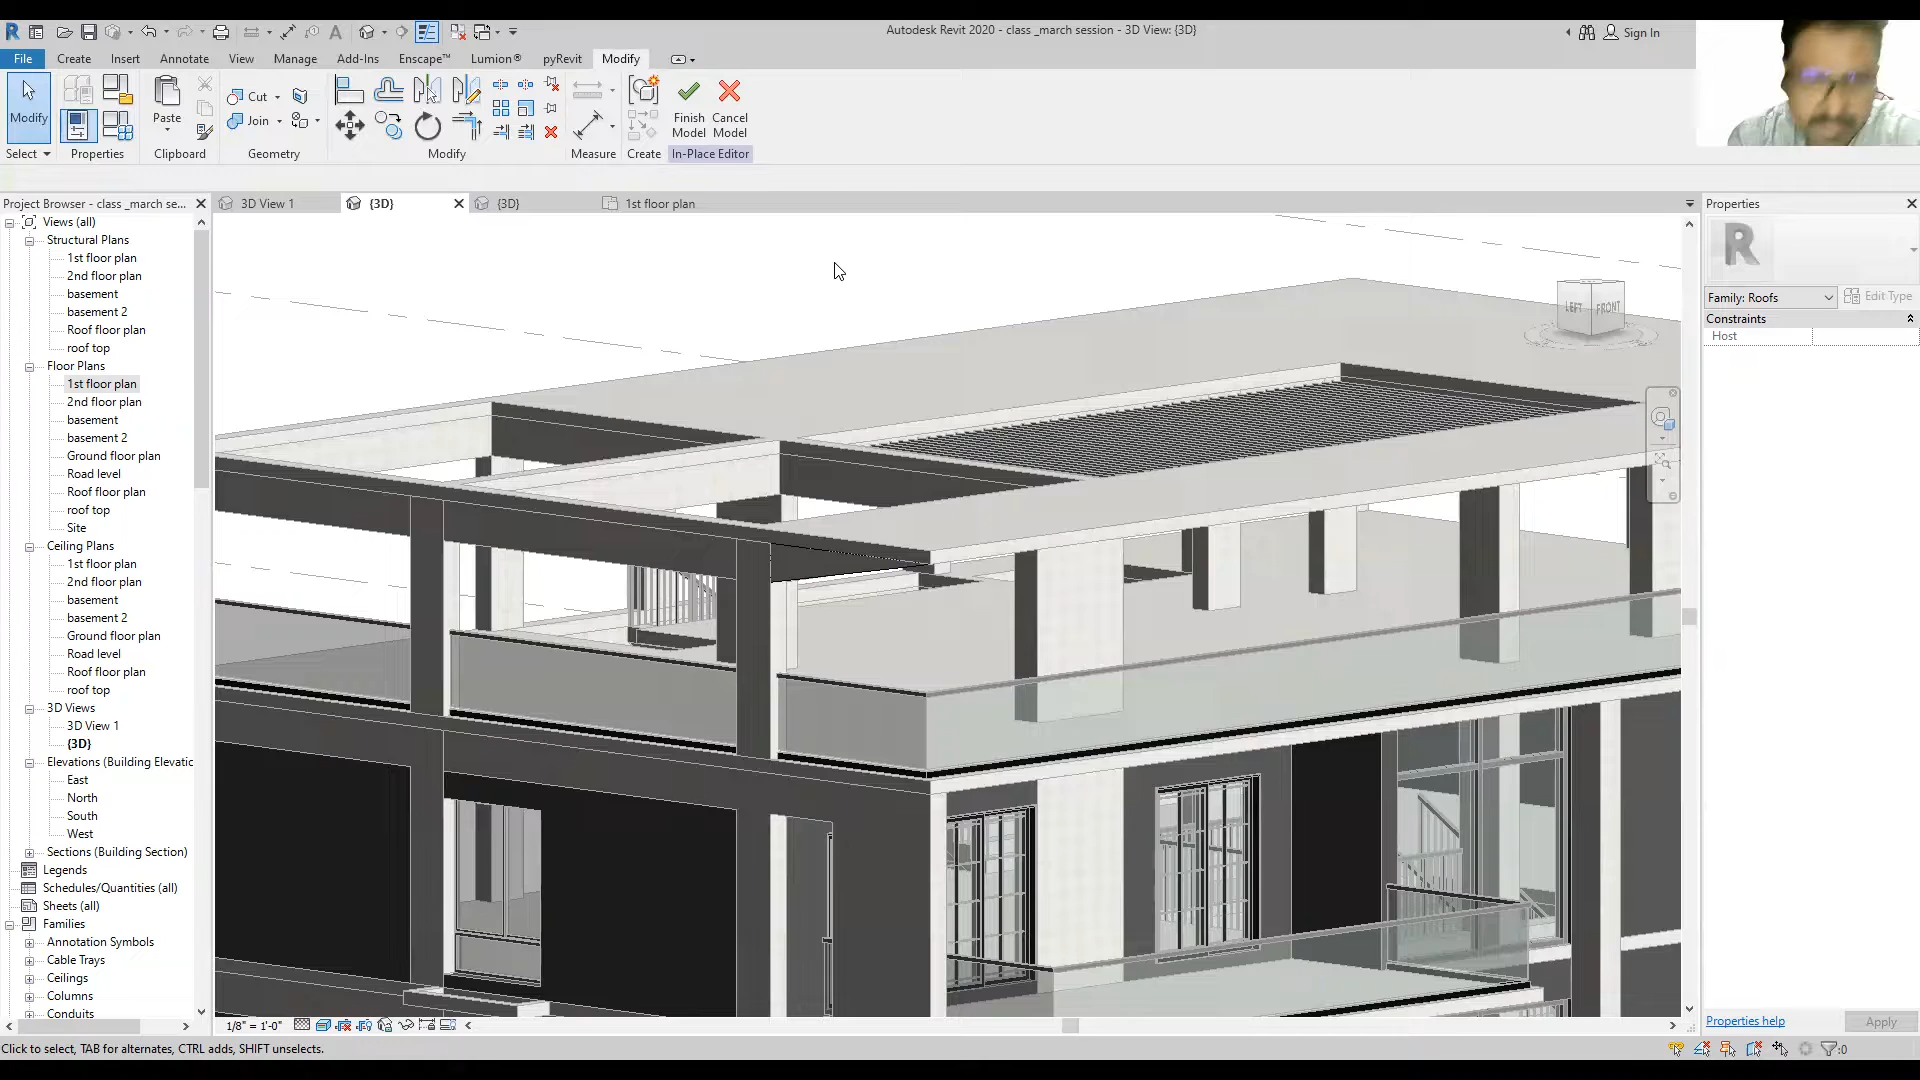 Autodesk Revit 2020 - class _march session - 3D View: {3D}
Sign In
File Create Insert Annotate View Manage Add-Ins Enscape™ Lumion® pyRevit Modify
Modify
Paste
Cut
Join
Finish Model
Cancel Model
Select Properties Clipboard Geometry Modify Measure Create In-Place Editor
Project Browser - class _march se...
3D View 1
{3D}
{3D}
1st floor plan
Properties
Views (all)
Structural Plans
1st floor plan
2nd floor plan
basement
basement 2
Roof floor plan
roof top
Floor Plans
1st floor plan
2nd floor plan
basement
basement 2
Ground floor plan
Road level
Roof floor plan
roof top
Site
Ceiling Plans
1st floor plan
2nd floor plan
basement
basement 2
Ground floor plan
Road level
Roof floor plan
roof top
3D Views
3D View 1
{3D}
Elevations (Building Elevatic
East
North
South
West
Sections (Building Section)
Legends
Schedules/Quantities (all)
Sheets (all)
Families
Annotation Symbols
Cable Trays
Ceilings
Columns
Conduits
LEFT
FRONT
Family: Roofs
Edit Type
Constraints
Host
Properties help
Apply
1/8" = 1'-0"
Click to select, TAB for alternates, CTRL adds, SHIFT unselects.
:0